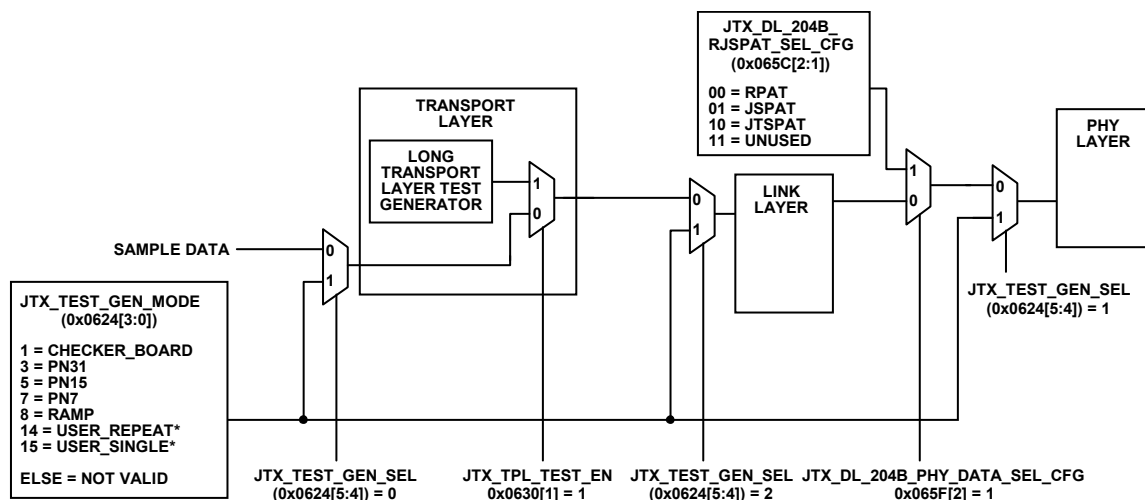 JTX_DL_204B_
RJSPAT_SEL_CFG
(0x065C[2:1])
00 = RPAT
01 = JSPAT
10 = JTSPAT
11 = UNUSED
TRANSPORT
LAYER
LONG
TRANSPORT
LAYER TEST
GENERATOR
1
0
SAMPLE DATA
0
1
0
1
LINK
LAYER
1
0
0
1
PHY
LAYER
JTX_TEST_GEN_MODE
(0x0624[3:0])
1 = CHECKER_BOARD
3 = PN31
5 = PN15
7 = PN7
8 = RAMP
14 = USER_REPEAT*
15 = USER_SINGLE*
ELSE = NOT VALID
JTX_TEST_GEN_SEL
(0x0624[5:4]) = 1
JTX_TEST_GEN_SEL
(0x0624[5:4]) = 0
JTX_TPL_TEST_EN
0x0630[1] = 1
JTX_TEST_GEN_SEL
(0x0624[5:4]) = 2
JTX_DL_204B_PHY_DATA_SEL_CFG
0x065F[2] = 1